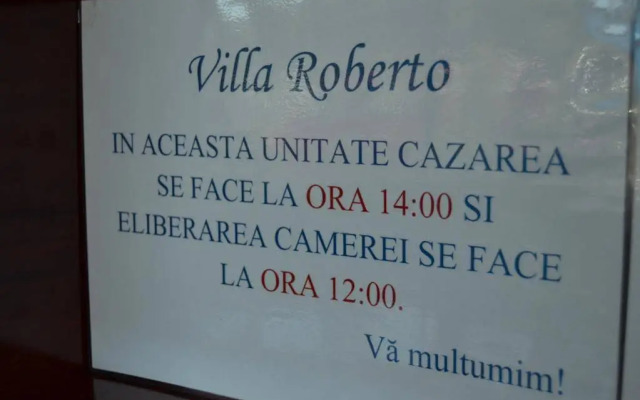 Villa Roberto
IN ACEASTA UNITATE CAZAREA
SE FACE LA ORA 14:00 SI
ELIBERAREA CAMEREI SE FACE
LA ORA 12:00.
Vă multumim!